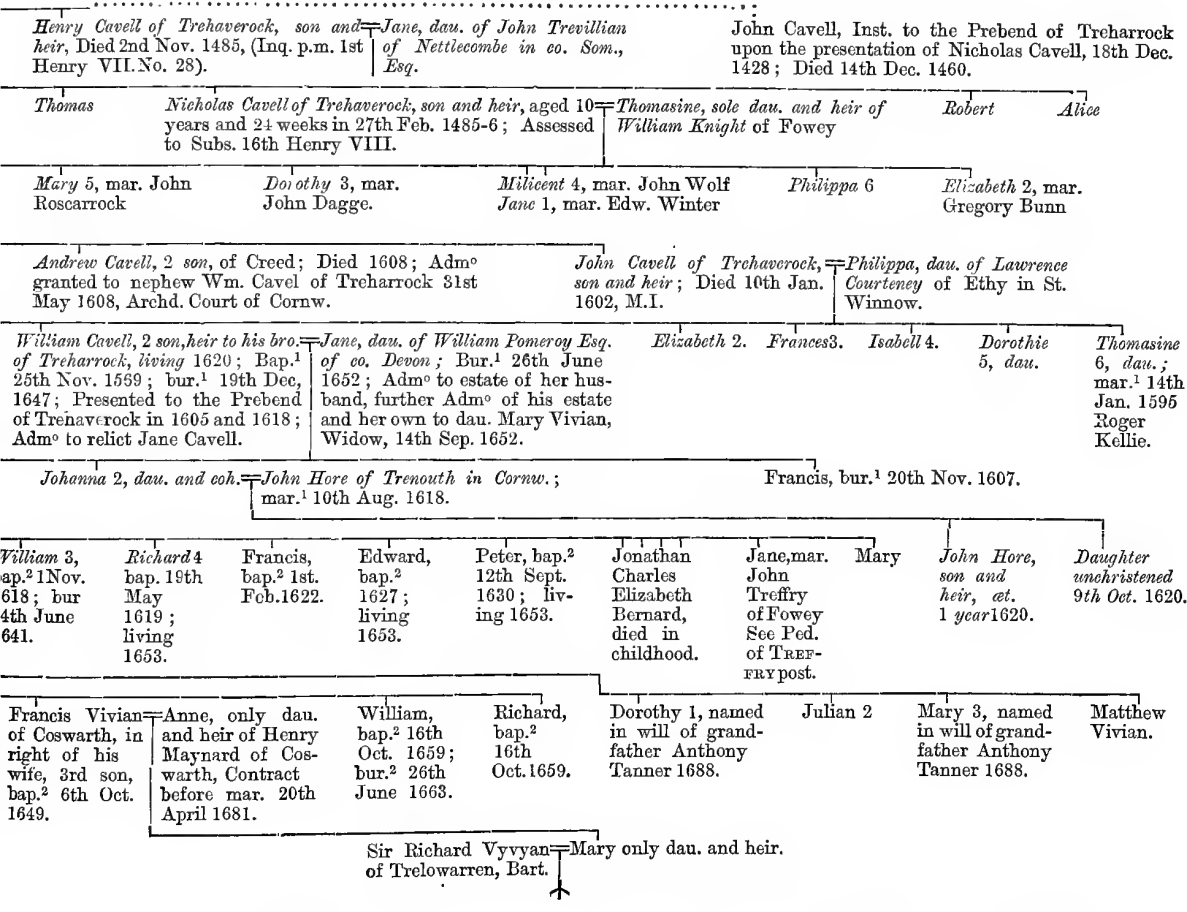 Henry Cavell of Trehaverock, son and
heir, Died 2nd Nov. 1485, (Inq. p.m. 1st
Henry VII. No. 28).
Jane, dau. of John Trevillian
of Nettlecombe in co. Som.,
Esq.
John Cavell, Inst. to the Prebend of Treharrock
upon the presentation of Nicholas Cavell, 18th Dec.
1428; Died 14th Dec. 1460.
Thomas
Nicholas Cavell of Trehaverock, son and heir, aged 10
years and 24 weeks in 27th Feb. 1485-6; Assessed
to Subs. 16th Henry VIII.
Thomasine, sole dau. and heir of
William Knight of Fowey
Robert
Alice
Mary 5, mar. John
Roscarrock
Dorothy 3, mar.
John Dagge.
Milicent 4, mar. John Wolf
Jane 1, mar. Edw. Winter
Philippa 6
Elizabeth 2, mar.
Gregory Bunn
Andrew Cavell, 2 son, of Creed; Died 1608; Admo
granted to nephew Wm. Cavel of Treharrock 31st
May 1608, Archd. Court of Cornw.
John Cavell of Trehaverock,
son and heir; Died 10th Jan.
1602, M.I.
Philippa, dau. of Lawrence
Courteney of Ethy in St.
Winnow.
William Cavell, 2 son, heir to his bro.
of Treharrock, living 1620; Bap.1
25th Nov. 1569; bur.1 19th Dec,
1647; Presented to the Prebend
of Trehaverock in 1605 and 1618;
Admo to relict Jane Cavell.
Jane, dau. of William Pomeroy Esq.
of co. Devon; Bur.1 26th June
1652; Admo to estate of her hus-
band, further Admo of his estate
and her own to dau. Mary Vivian,
Widow, 14th Sep. 1652.
Elizabeth 2.
Frances 3.
Isabell 4.
Dorothie
5, dau.
Thomasine
6, dau.;
mar.1 14th
Jan. 1595
Roger
Kellie.
Johanna 2, dau. and coh.
John Hore of Trenouth in Cornw.;
mar.1 10th Aug. 1618.
Francis, bur.1 20th Nov. 1607.
William 3,
ap.2 1 Nov.
618; bur
4th June
641.
Richard 4
bap. 19th
May
1619;
living
1653.
Francis,
bap.2 1st.
Feb. 1622.
Edward,
bap.2
1627;
living
1653.
Peter, bap.2
12th Sept.
1630; liv-
ing 1653.
Jonathan
Charles
Elizabeth
Bernard,
died in
childhood.
Jane, mar.
John
Treffry
of Fowey
See Ped.
of TREF-
FRY post.
Mary
John Hore,
son and
heir, æt.
1 year 1620.
Daughter
unchristened
9th Oct. 1620.
Francis Vivian
of Coswarth, in
right of his
wife, 3rd son,
bap.2 6th Oct.
1649.
Anne, only dau.
and heir of Henry
Maynard of Cos-
warth, Contract
before mar. 20th
April 1681.
William,
bap.2 16th
Oct. 1659;
bur.2 26th
June 1663.
Richard,
bap.2
16th
Oct. 1659.
Dorothy 1, named
in will of grand-
father Anthony
Tanner 1688.
Julian 2
Mary 3, named
in will of grand-
father Anthony
Tanner 1688.
Matthew
Vivian.
Sir Richard Vyvyan
of Trelowarren, Bart.
Mary only dau. and heir.